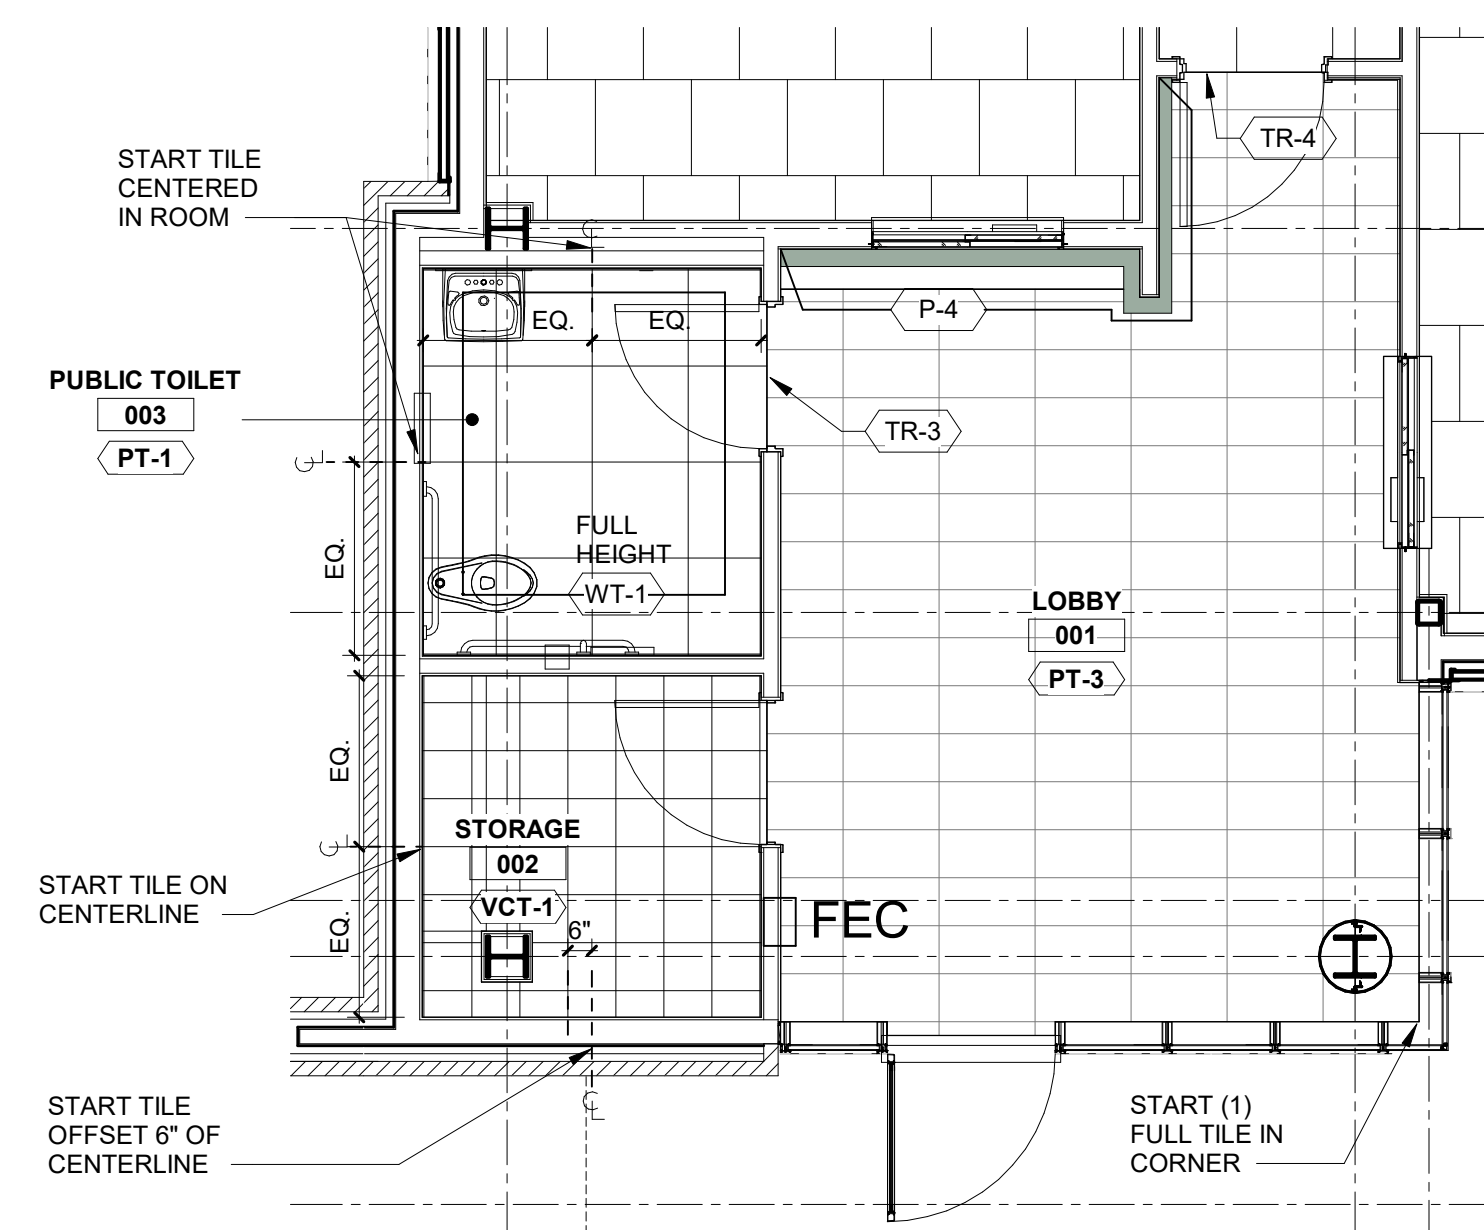 START TILE
CENTERED
IN ROOM
TR-4
C
L
EQ.
EQ.
P-4
PUBLIC TOILET
003
PT-1
TR-3
C
L
FULL
HEIGHT
WT-1
EQ.
LOBBY
001
PT-3
EQ.
STORAGE
002
VCT-1
C
L
START TILE ON
CENTERLINE
EQ.
6"
FEC
START TILE
OFFSET 6" OF
CENTERLINE
C
L
START (1)
FULL TILE IN
CORNER